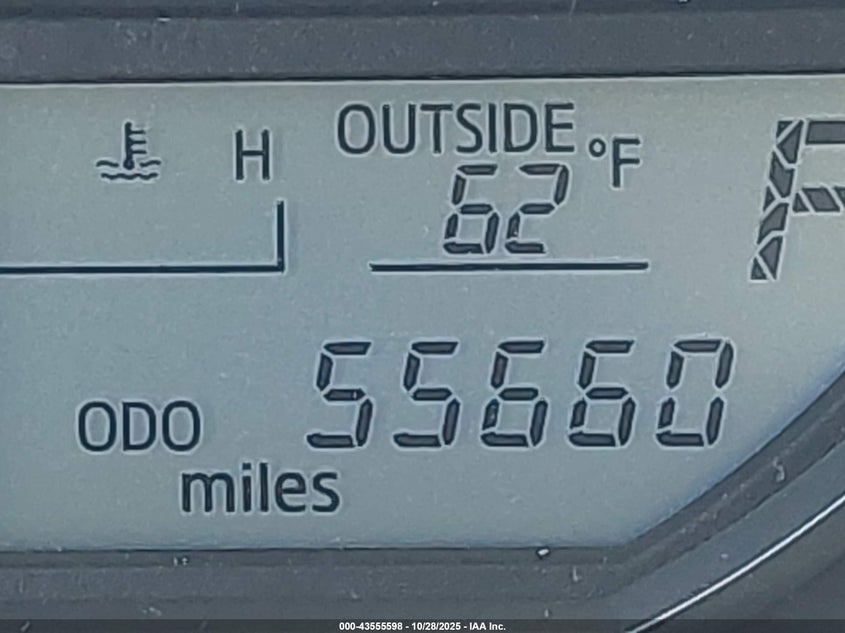 H
OUTSIDE
62 °F
ODO 55660
miles
000-43555598 - 10/28/2025 - IAA Inc.